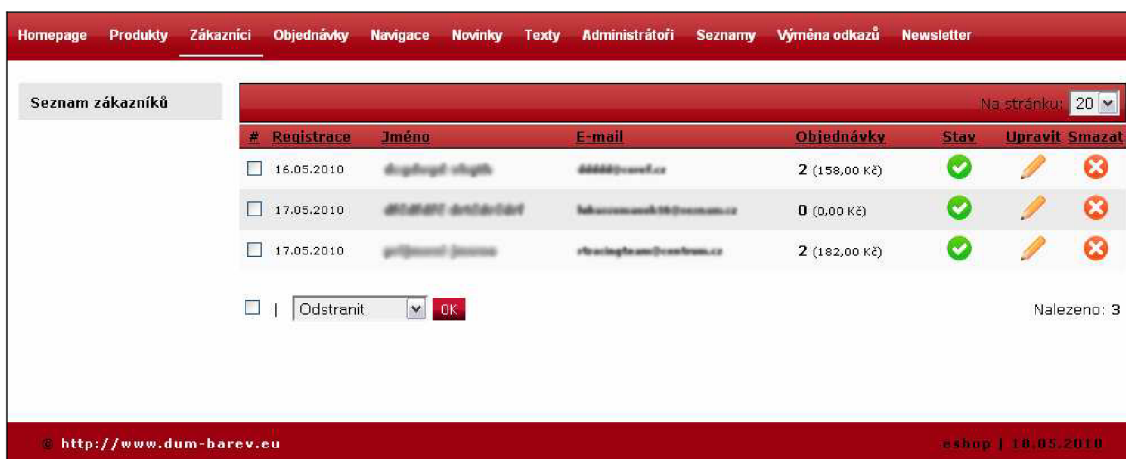 Homepage Produkty Zákazníci Objednávky Navigace Novinky Texty Administrátoři Seznamy Výměna odkazů Newsletter
Seznam zákazníků
Na stránku: 20
# Registrace Jméno E-mail Objednávky Stav Upravit Smazat
16.05.2010 2 (158,00 Kč)
17.05.2010 0 (0,00 Kč)
17.05.2010 2 (182,00 Kč)
| Odstranit OK Nalezeno: 3
© http://www.dum-barev.eu eshop | 18.05.2010